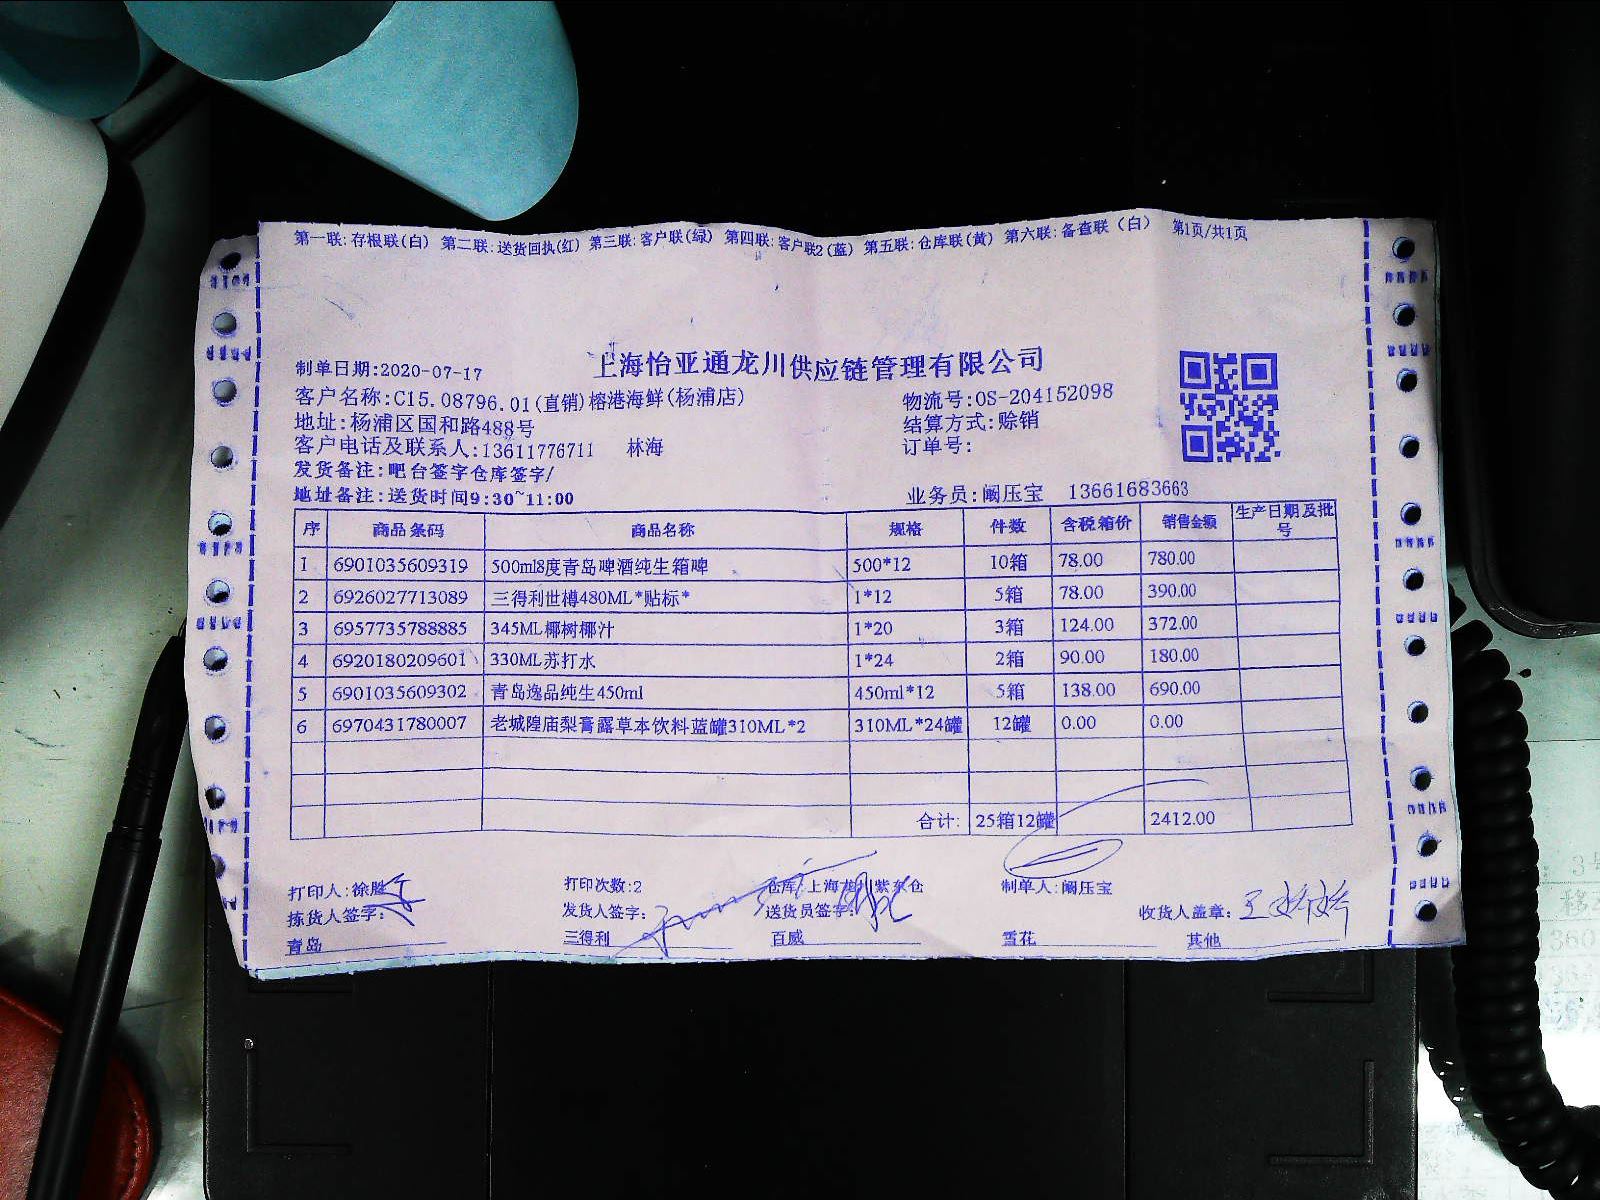 第一联:存根联(白) 第二联:送货回执(红) 第三联:客户联(绿) 第四联:客户联2(蓝) 第五联:仓库联(黄) 第六联:备查联(白) 第1页/共1页
上海怡亚通龙川供应链管理有限公司
制单日期:2020-07-17
客户名称:C15.08796.01(直销)榕港海鲜(杨浦店) 物流号:OS-204152098
地址:杨浦区国和路488号 结算方式:赊销
客户电话及联系人:13611776711 林海 订单号:
发货备注:吧台签字仓库签字/
地址备注:送货时间9:30~11:00 业务员:阚压宝 13661683663
序 商品条码 商品名称 规格 件数 含税箱价 销售金额 生产日期及批号
1 6901035609319 500ml8度青岛啤酒纯生箱啤 500*12 10箱 78.00 780.00
2 6926027713089 三得利世樽480ML*贴标* 1*12 5箱 78.00 390.00
3 6957735788885 345ML椰树椰汁 1*20 3箱 124.00 372.00
4 6920180209601 330ML苏打水 1*24 2箱 90.00 180.00
5 6901035609302 青岛逸品纯生450ml 450ml*12 5箱 138.00 690.00
6 6970431780007 老城隍庙梨膏露草本饮料蓝罐310ML*2 310ML*24罐 12罐 0.00 0.00
合计: 25箱12罐 2412.00
打印人:徐胜 打印次数:2 仓库:上海龙川紫东仓 制单人:阚压宝
拣货人签字: 发货人签字: 送货员签字: 收货人盖章:
青岛 三得利 百威 雪花 其他